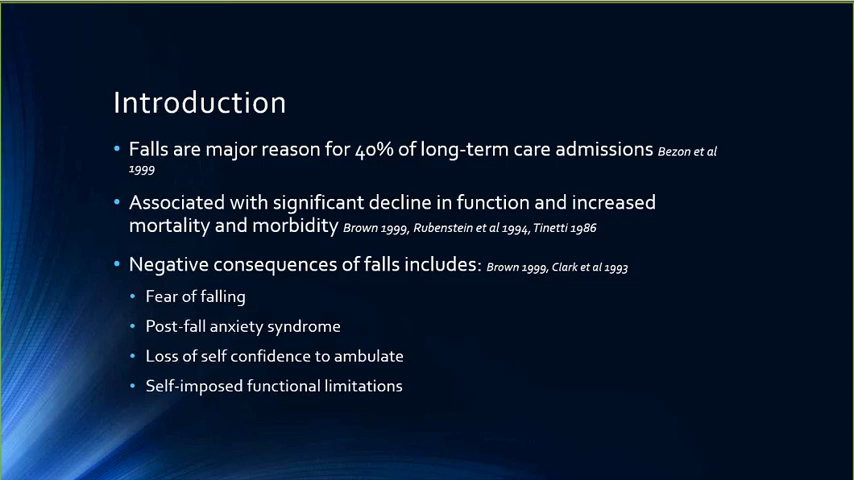 Introduction
• Falls are major reason for 40% of long-term care admissions Bezon et al
1999
• Associated with significant decline in function and increased
mortality and morbidity Brown 1999, Rubenstein et al 1994, Tinetti 1986
• Negative consequences of falls includes: Brown 1999, Clark et al 1993
• Fear of falling
• Post-fall anxiety syndrome
• Loss of self confidence to ambulate
• Self-imposed functional limitations